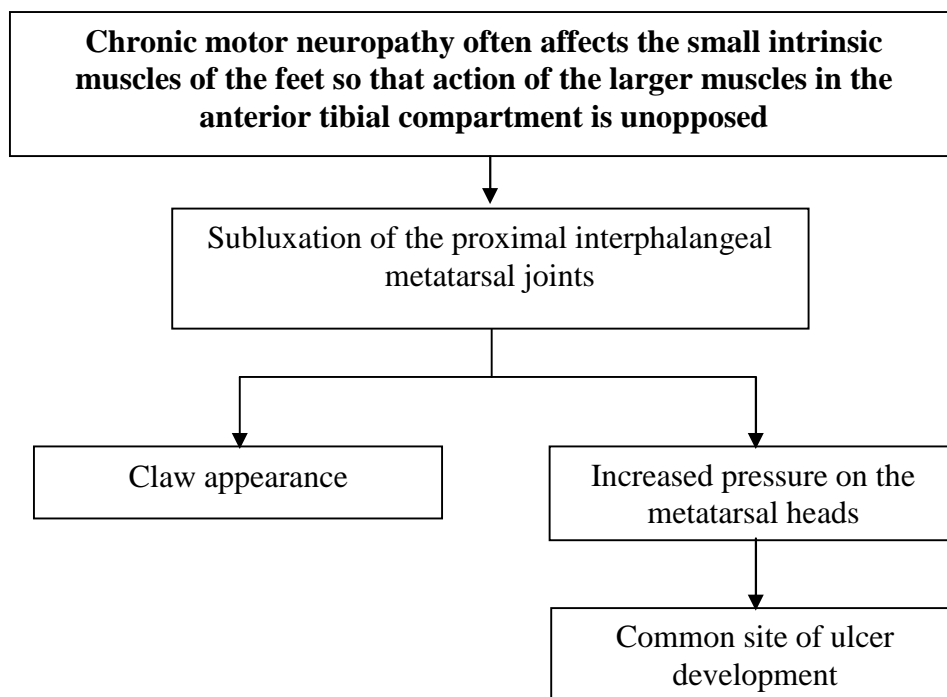 Chronic motor neuropathy often affects the small intrinsic
muscles of the feet so that action of the larger muscles in the
anterior tibial compartment is unopposed
Subluxation of the proximal interphalangeal
metatarsal joints
Claw appearance
Increased pressure on the
metatarsal heads
Common site of ulcer
development